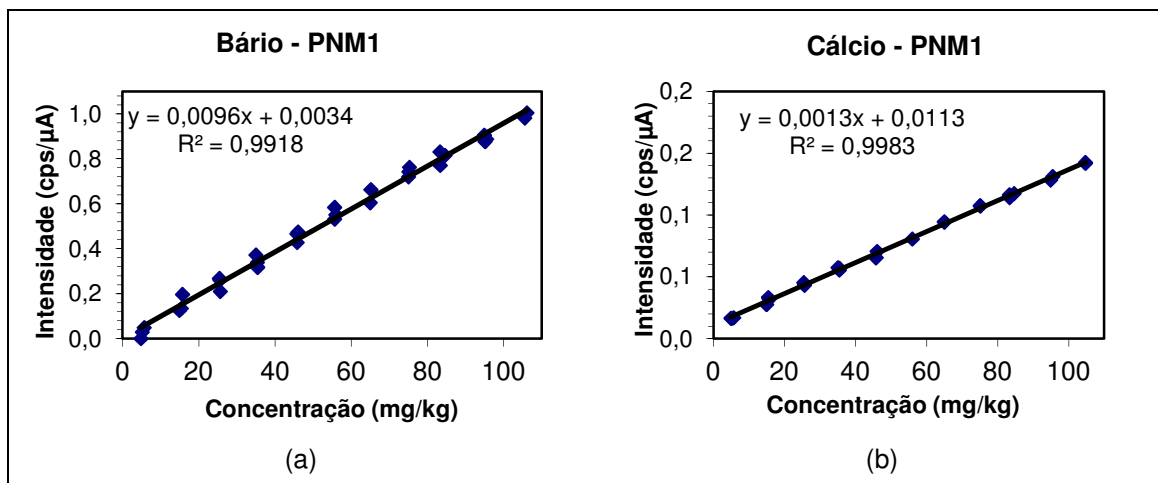 Bário - PNM1
y = 0,0096x + 0,0034
R² = 0,9918
Intensidade (cps/µA)
1,0
0,8
0,6
0,4
0,2
0,0
0 20 40 60 80 100
Concentração (mg/kg)
(a)
Cálcio - PNM1
y = 0,0013x + 0,0113
R² = 0,9983
Intensidade (cps/µA)
0,2
0,2
0,1
0,1
0,0
0 20 40 60 80 100
Concentração (mg/kg)
(b)